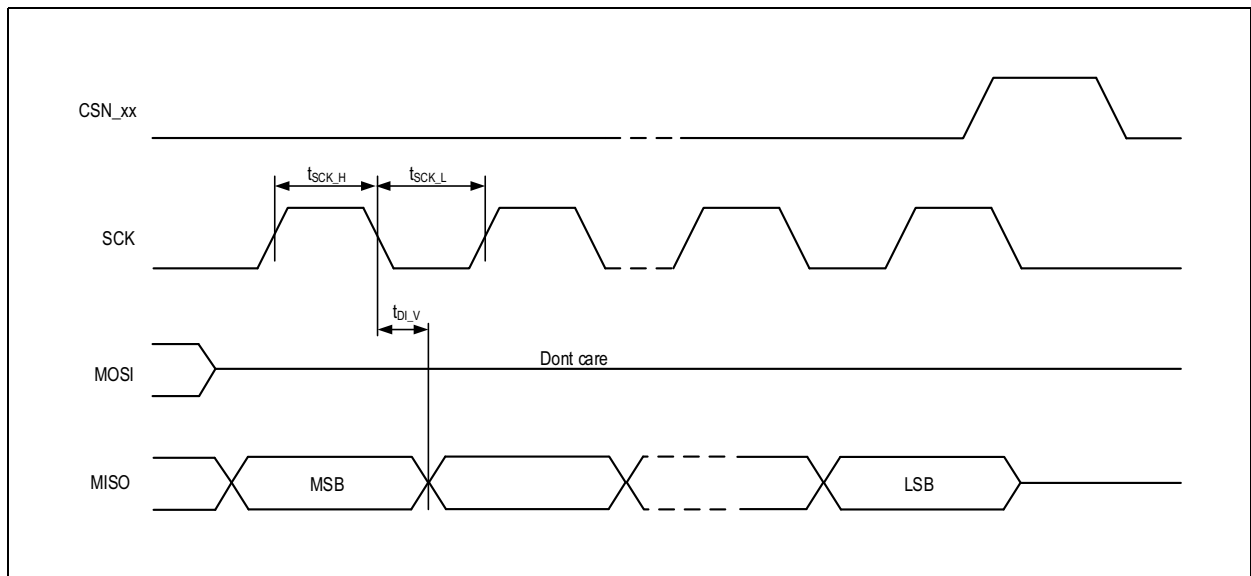 CSN_xx
tSCK_H
tSCK_L
SCK
tDI_V
Dont care
MOSI
MISO
MSB
LSB